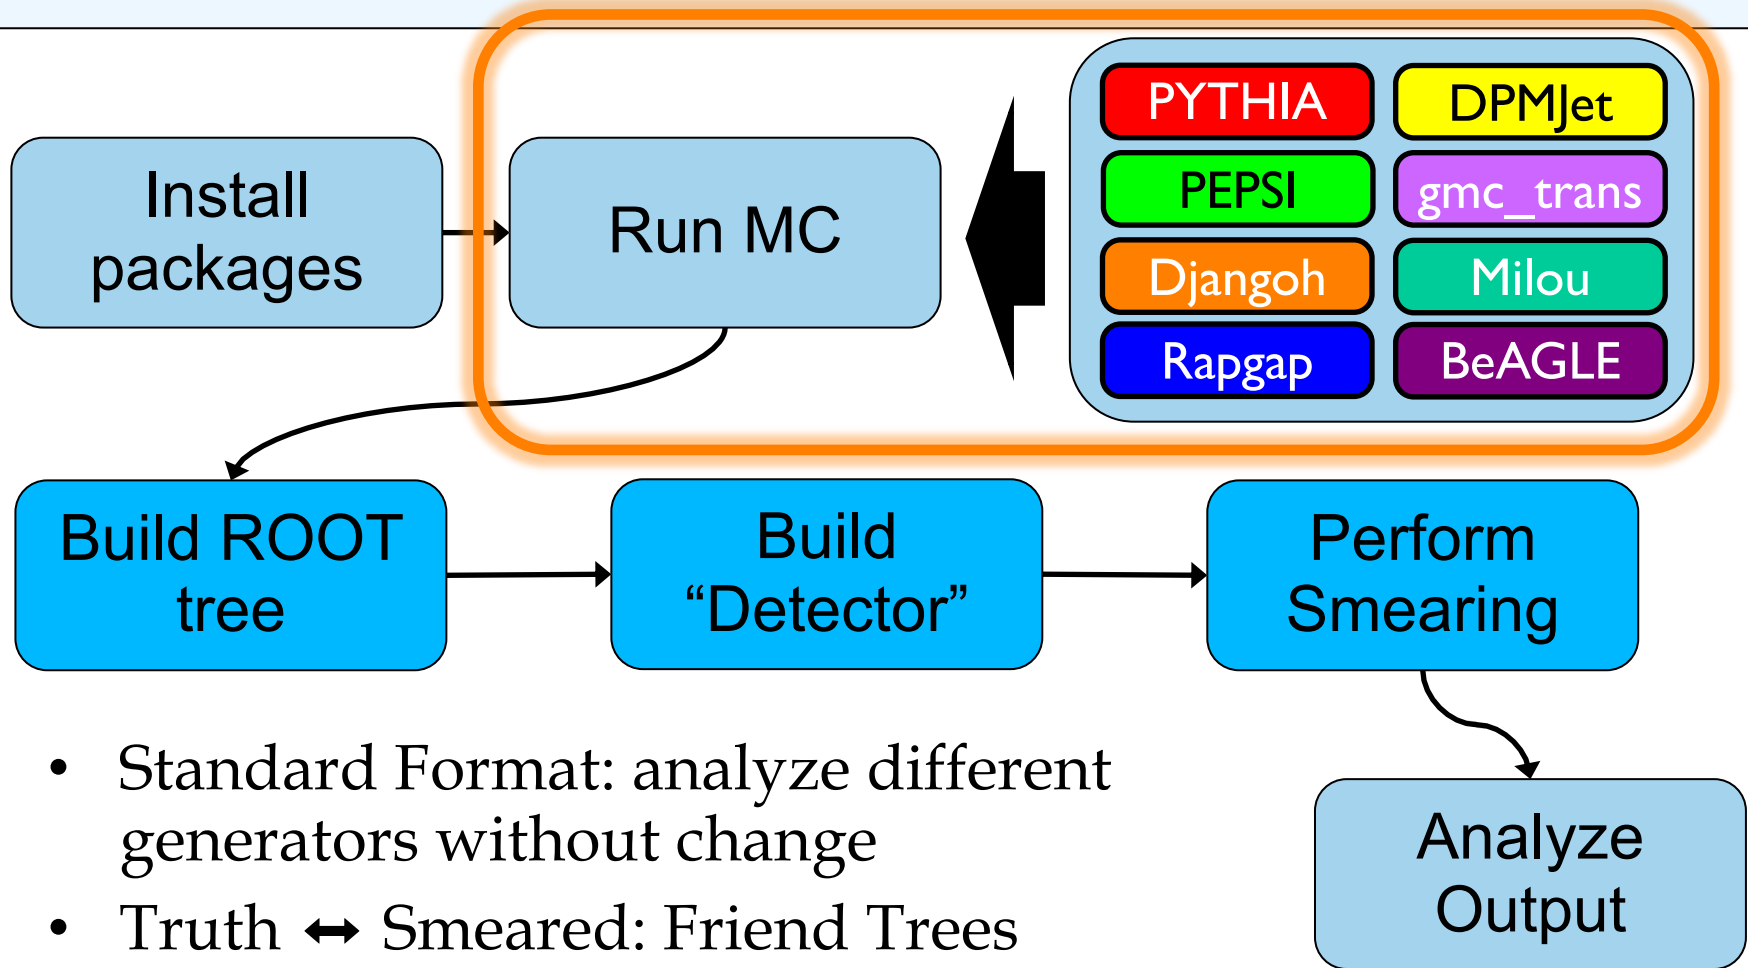 Install
packages
Run MC
PYTHIA
DPMJet
PEPSI
gmc_trans
Djangoh
Milou
Rapgap
BeAGLE
Build ROOT
tree
Build
“Detector”
Perform
Smearing
• Standard Format: analyze different
generators without change
• Truth ↔ Smeared: Friend Trees
Analyze
Output